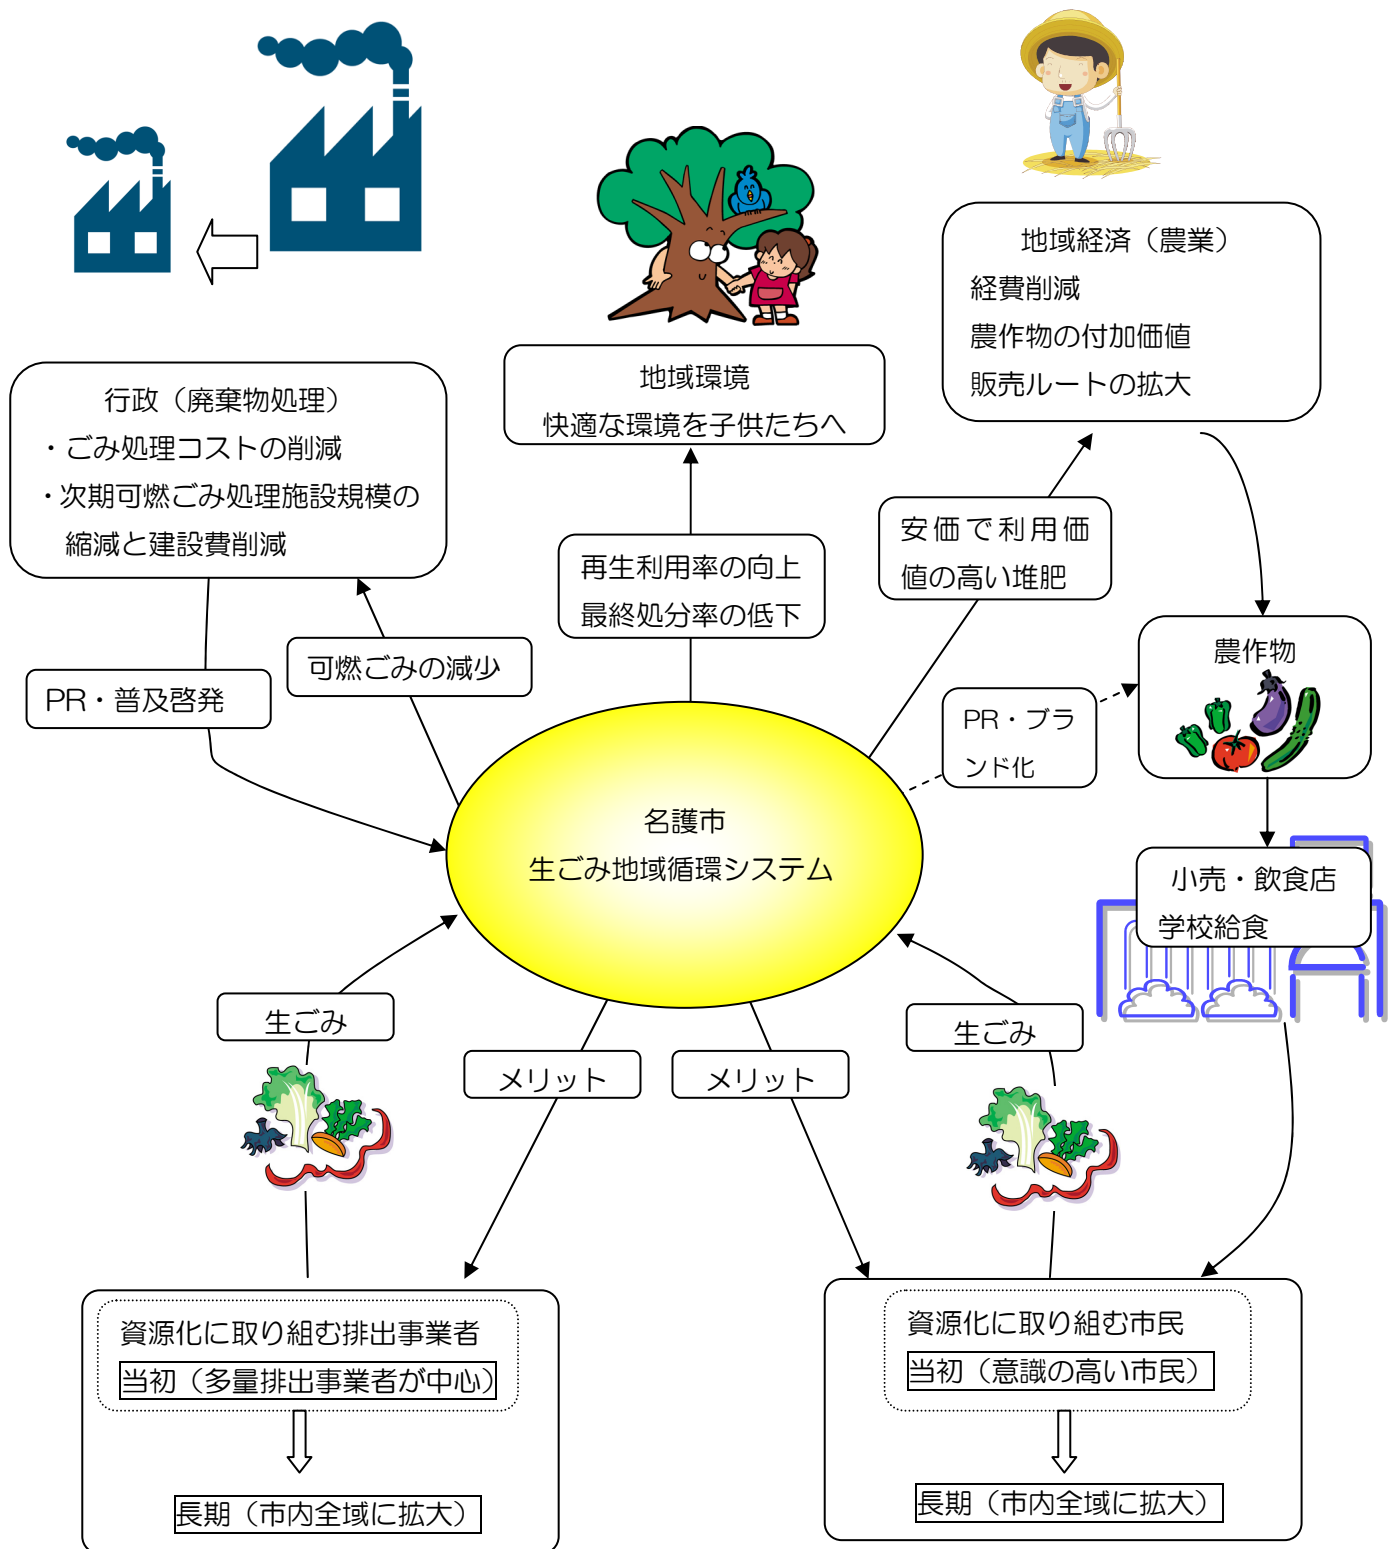 地域経済（農業）
経費削減
農作物の付加価値
販売ルートの拡大
地域環境
快適な環境を子供たちへ
行政（廃棄物処理）
・ごみ処理コストの削減
・次期可燃ごみ処理施設規模の
縮減と建設費削減
安価で利用価
値の高い堆肥
再生利用率の向上
最終処分率の低下
可燃ごみの減少
PR・普及啓発
農作物
PR・ブラ
ンド化
名護市
生ごみ地域循環システム
小売・飲食店
学校給食
生ごみ
メリット
メリット
生ごみ
資源化に取り組む排出事業者
当初（多量排出事業者が中心）
長期（市内全域に拡大）
資源化に取り組む市民
当初（意識の高い市民）
長期（市内全域に拡大）